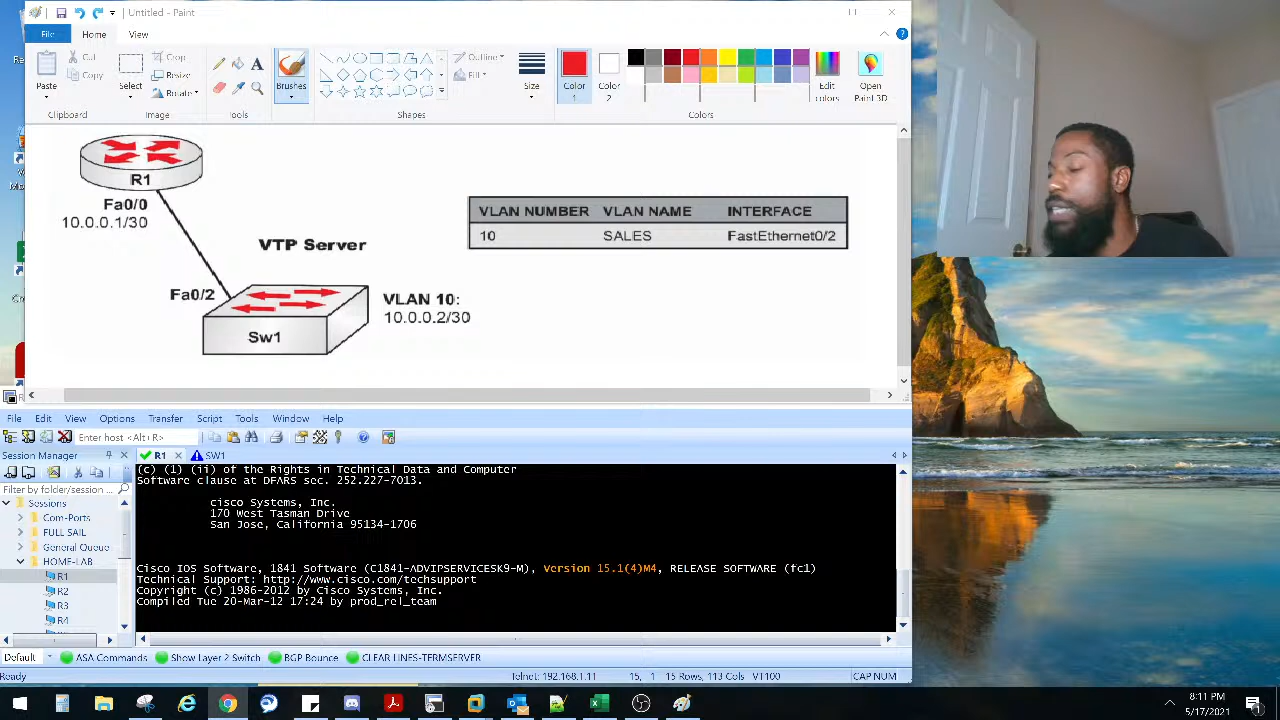 Untitled - Paint
File Home View
Paste
Cut
Copy
Clipboard
Select
Crop
Resize
Rotate
Image
A
Tools
Brushes
Shapes
Outline
Fill
Size
Color
1
Color
2
Edit
colors
Open
Paint 3D
Colors
R1
Fa0/0
10.0.0.1/30
VTP Server
Fa0/2
Sw1
VLAN 10:
10.0.0.2/30
VLAN NUMBER VLAN NAME INTERFACE
10 SALES FastEthernet0/2
File Edit View Options Transfer Script Tools Window Help
Enter host <Alt+R>
Session Manager
R1
Filter by folder/session...
Sessions
Com-Ports
FULL SAIL
General Queue
HOME-LAB
R1
R2
R3
R4
(c) (1) (ii) of the Rights in Technical Data and Computer
Software clause at DFARS sec. 252.227-7013.
Cisco Systems, Inc.
170 West Tasman Drive
San Jose, California 95134-1706
Cisco IOS Software, 1841 Software (C1841-ADVIPSERVICESK9-M), Version 15.1(4)M4, RELEASE SOFTWARE (fc1)
Technical Support: http://www.cisco.com/techsupport
Copyright (c) 1986-2012 by Cisco Systems, Inc.
Compiled Tue 20-Mar-12 17:24 by prod_rel_team
Default ASA Commands Show Layer 2 Switch BGP Bounce CLEAR LINES-TERMSERVER
Ready Telnet: 192.168.1.11 15, 1 15 Rows, 113 Cols VT100 CAP NUM
8:11 PM
5/17/2021